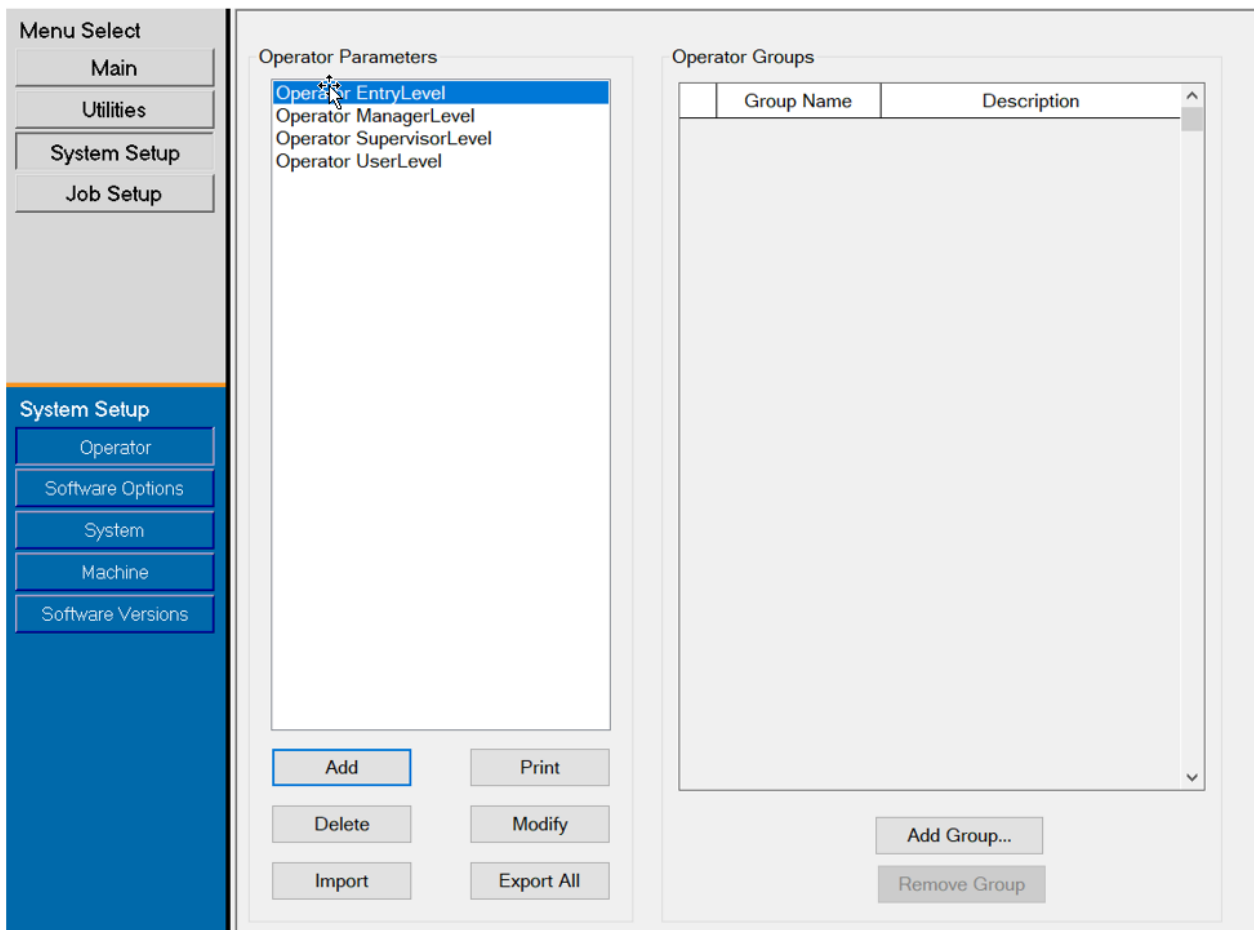 Menu Select
Main
Utilities
System Setup
Job Setup
System Setup
Operator
Software Options
System
Machine
Software Versions
Operator Parameters
Operator EntryLevel
Operator ManagerLevel
Operator SupervisorLevel
Operator UserLevel
Add
Print
Delete
Modify
Import
Export All
Operator Groups
Group Name
Description
Add Group...
Remove Group